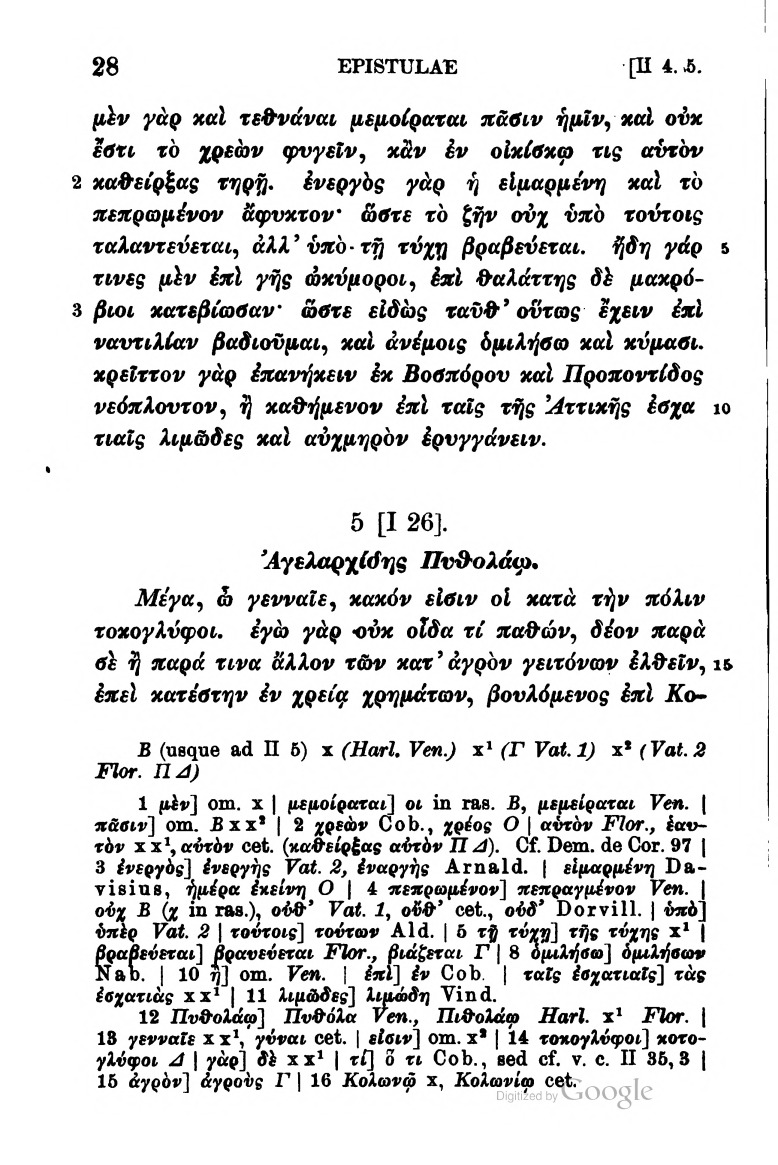 28 EPISTULAE [II 4. 5.
μὲν γὰρ καὶ τεθνάναι μεμοίραται πᾶσιν ἡμῖν, καὶ οὐκ
ἔστι τὸ χρεὼν φυγεῖν, κἂν ἐν οἰκίσκῳ τις αὑτὸν
2 καθείρξας τηρῇ. ἐνεργὸς γὰρ ἡ εἱμαρμένη καὶ τὸ
πεπρωμένον ἄφυκτον· ὥστε τὸ ζῆν οὐχ ὑπὸ τούτοις
ταλαντεύεται, ἀλλ’ ὑπὸ τῇ τύχῃ βραβεύεται. ἤδη γάρ 5
τινες μὲν ἐπὶ γῆς ὠκύμοροι, ἐπὶ θαλάττης δὲ μακρό-
3 βιοι κατεβίωσαν· ὥστε εἰδὼς ταῦθ’ οὕτως ἔχειν ἐπὶ
ναυτιλίαν βαδιοῦμαι, καὶ ἀνέμοις ὁμιλήσω καὶ κύμασι.
κρεῖττον γὰρ ἐπανήκειν ἐκ Βοσπόρου καὶ Προποντίδος
νεόπλουτον, ἢ καθήμενον ἐπὶ ταῖς τῆς Ἀττικῆς ἐσχα 10
τιαῖς λιμῶδες καὶ αὐχμηρὸν ἐρυγγάνειν.
5 [I 26].
Ἀγελαρχίδης Πυθολάῳ.
Μέγα, ὦ γενναῖε, κακόν εἰσιν οἱ κατὰ τὴν πόλιν
τοκογλύφοι. ἐγὼ γὰρ οὐκ οἶδα τί παθών, δέον παρὰ
σὲ ἢ παρά τινα ἄλλον τῶν κατ’ ἀγρὸν γειτόνων ἐλθεῖν, 15
ἐπεὶ κατέστην ἐν χρείᾳ χρημάτων, βουλόμενος ἐπὶ Κο-
B (usque ad II 5) x (Harl. Ven.) x¹ (Γ Vat. 1) x² (Vat. 2
Flor. Π Δ)
1 μὲν] om. x | μεμοίραται] οι in ras. B, μεμείραται Ven. |
πᾶσιν] om. B x x² | 2 χρεὼν Cob., χρέος O | αὑτὸν Flor., ἑαυ-
τὸν x x¹, αὐτὸν cet. (καθείρξας αὐτὸν Π Δ). Cf. Dem. de Cor. 97 |
3 ἐνεργὸς] ἐνεργὴς Vat. 2, ἐναργὴς Arnald. | εἱμαρμένη Da-
visius, ἡμέρα ἐκείνη O | 4 πεπρωμένον] πεπραγμένον Ven. |
οὐχ B (χ in ras.), οὐθ’ Vat. 1, οὔθ’ cet., οὐδ’ Dorvill. | ὑπὸ]
ὑπὲρ Vat. 2 | τούτοις] τούτων Ald. | 5 τῇ τύχῃ] τῆς τύχης x¹ |
βραβεύεται] βραυεύεται Flor., βιάζεται Γ | 8 ὁμιλήσω] ὁμιλήσων
Nab. | 10 ἢ] om. Ven. | ἐπὶ] ἐν Cob. | ταῖς ἐσχατιαῖς] τὰς
ἐσχατιὰς x x¹ | 11 λιμῶδες] λιμώδη Vind.
12 Πυθολάῳ] Πυθόλα Ven., Πιθολάῳ Harl. x¹ Flor. |
13 γενναῖε x x¹, γύναι cet. | εἰσιν] om. x² | 14 τοκογλύφοι] κοτο-
γλύφοι Δ | γὰρ] δὲ x x¹ | τί] ὅ τι Cob., sed cf. v. c. II 35, 3 |
15 ἀγρὸν] ἀγροὺς Γ | 16 Κολωνῷ x, Κολωνίῳ cet.
Digitized by Google